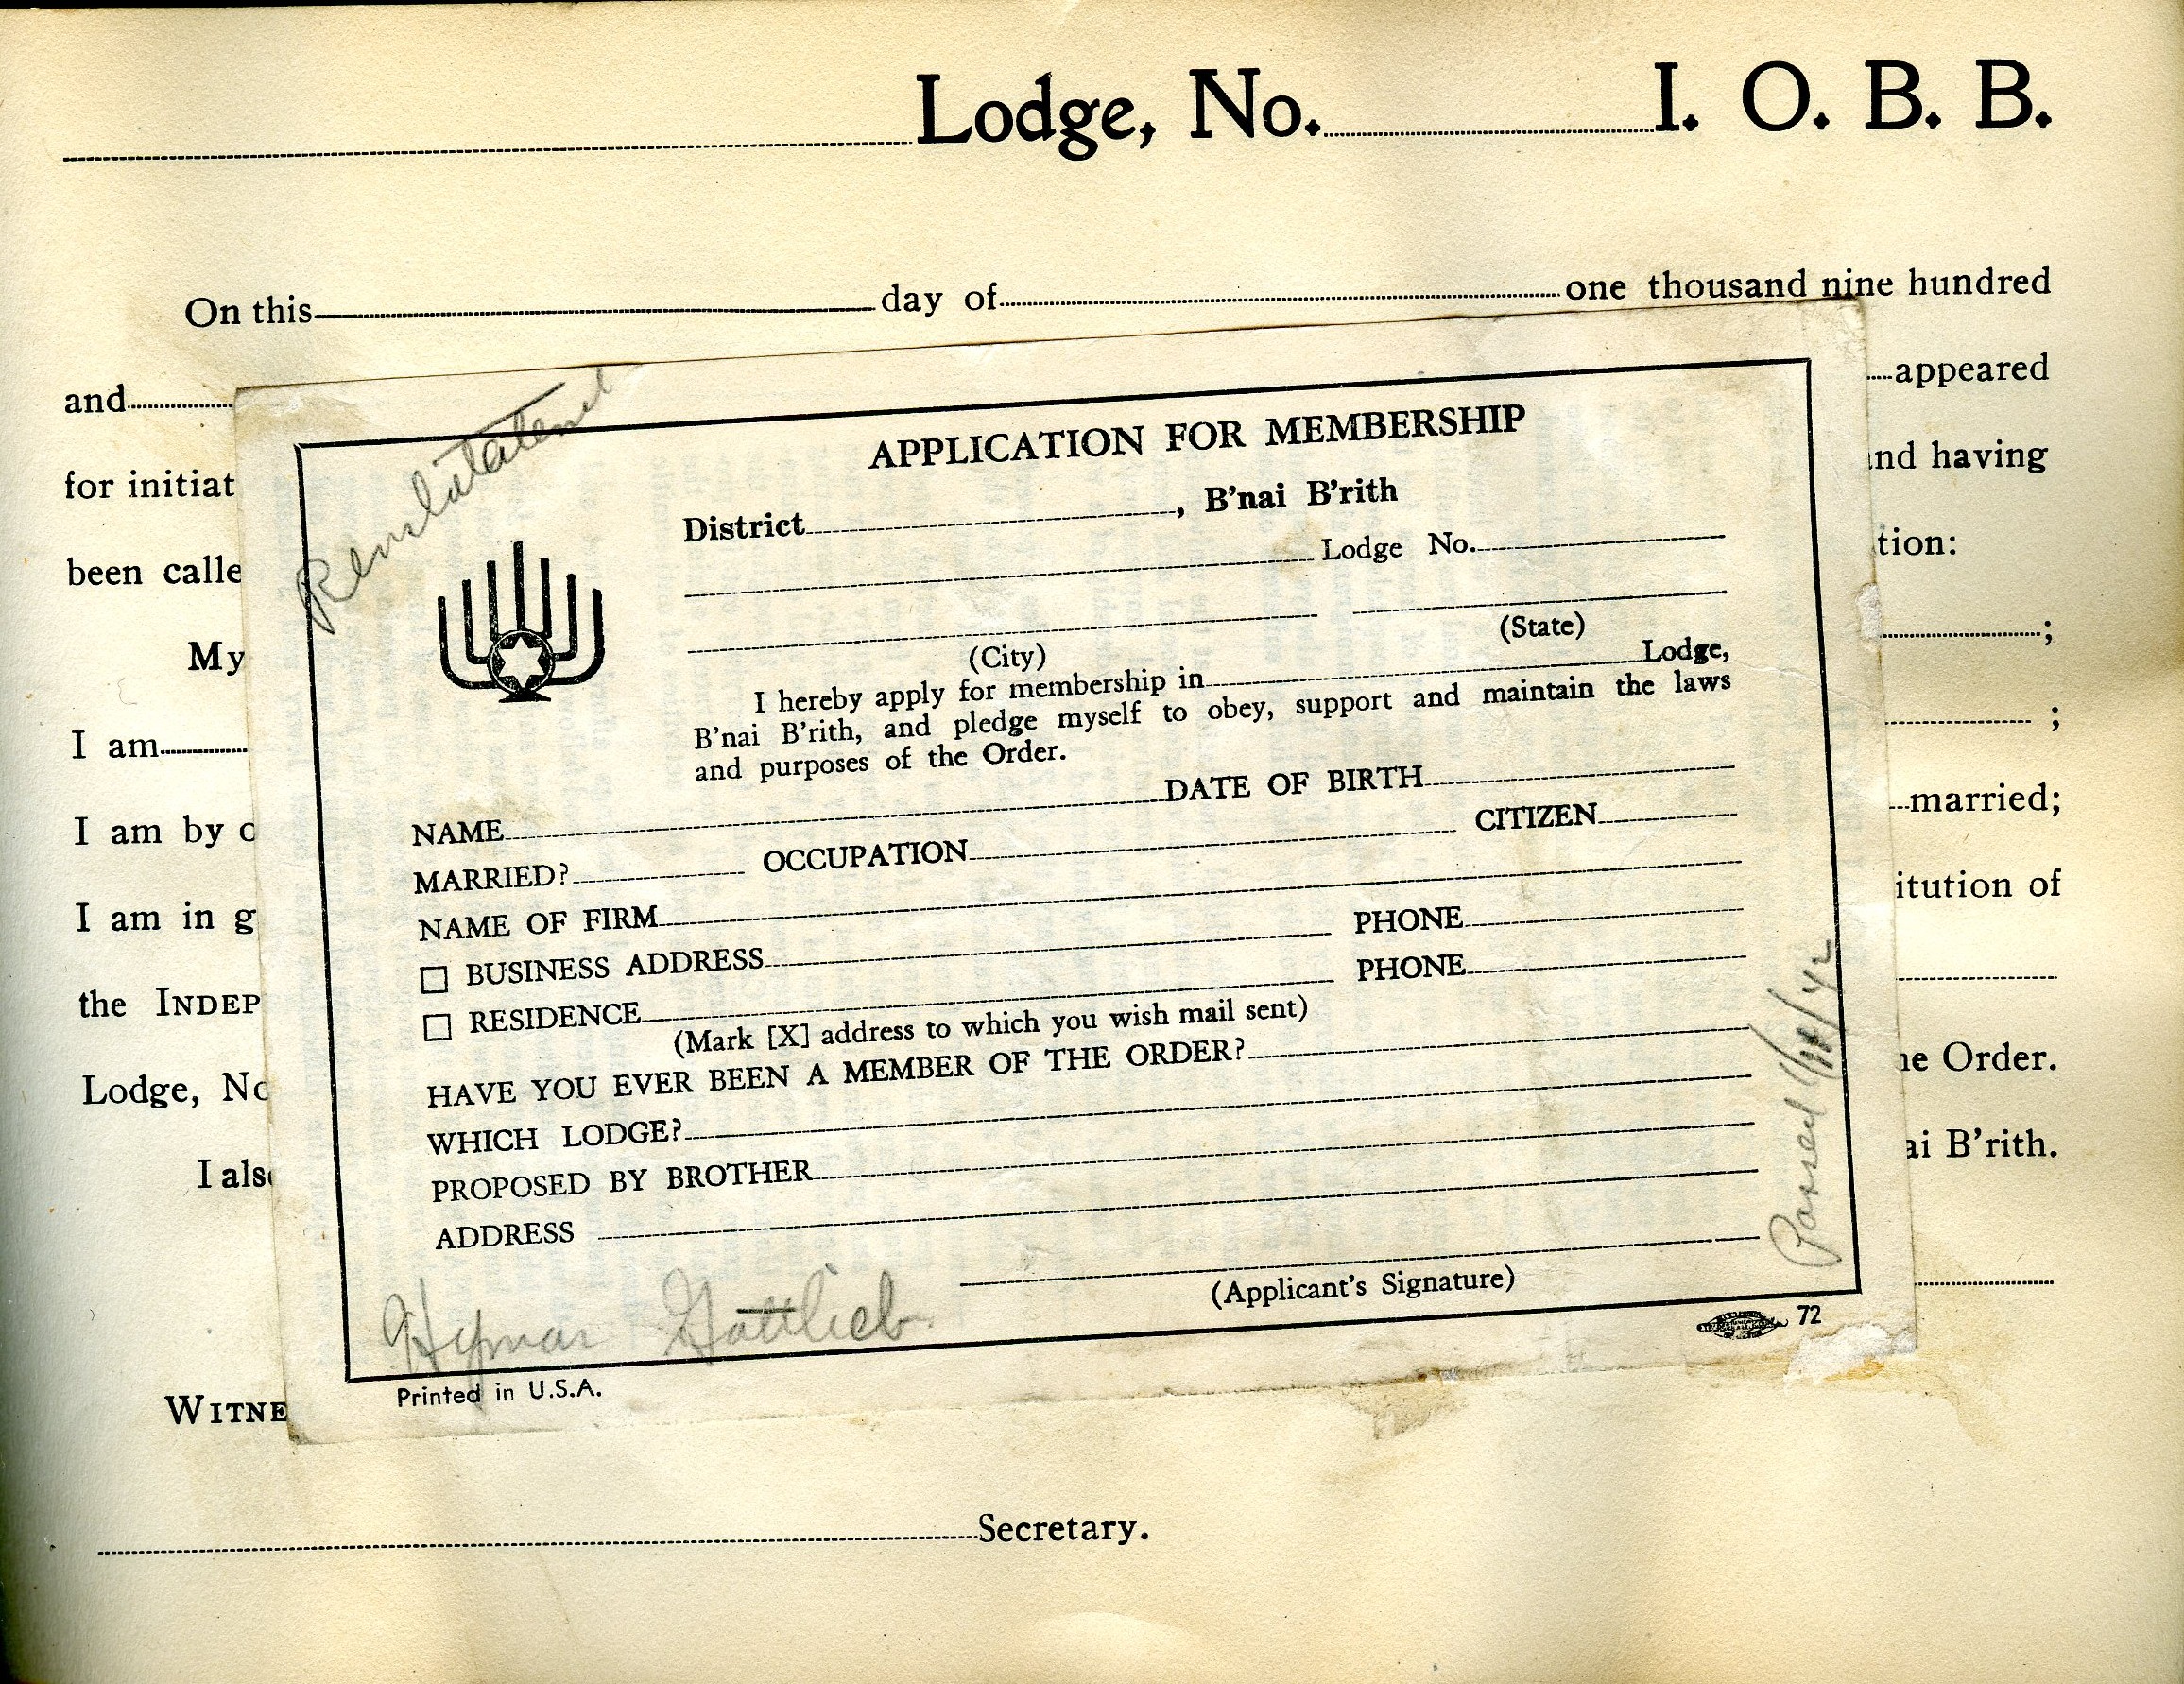 Lodge, No. I. O. B. B.
On this day of one thousand nine hundred
and appeared
for initiat nd having
been calle tion:
My ;
I am ;
I am by o married;
I am in g itution of
the INDEP
Lodge, No he Order.
I also ai B'rith.
WITNE
Secretary.
APPLICATION FOR MEMBERSHIP
District , B'nai B'rith
Lodge No.
(City) (State)
I hereby apply for membership in Lodge,
B'nai B'rith, and pledge myself to obey, support and maintain the laws
and purposes of the Order.
NAME DATE OF BIRTH
MARRIED? OCCUPATION CITIZEN
NAME OF FIRM
BUSINESS ADDRESS PHONE
RESIDENCE PHONE
(Mark [X] address to which you wish mail sent)
HAVE YOU EVER BEEN A MEMBER OF THE ORDER?
WHICH LODGE?
PROPOSED BY BROTHER
ADDRESS
(Applicant's Signature)
Hyman Gottlieb
Printed in U.S.A.
72
Passed